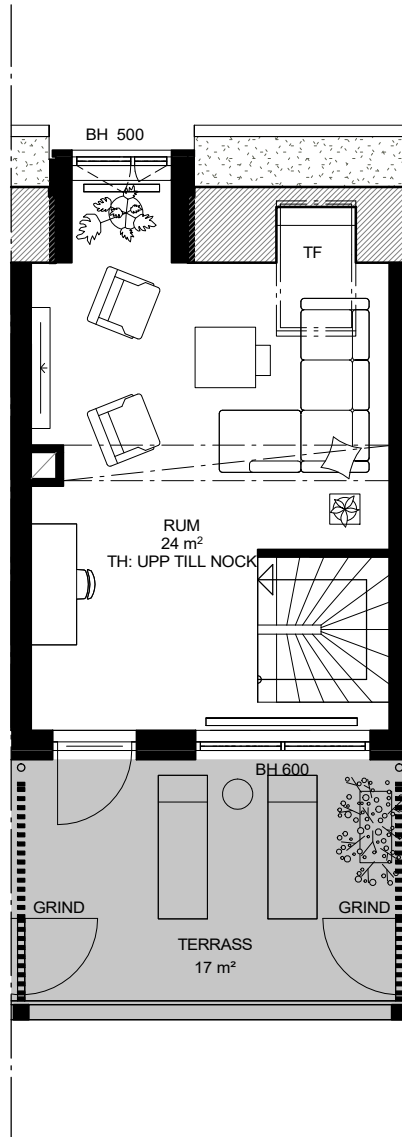 BH 500
TF
RUM
24 m²
TH: UPP TILL NOCK
BH 600
GRIND
GRIND
TERRASS
17 m²